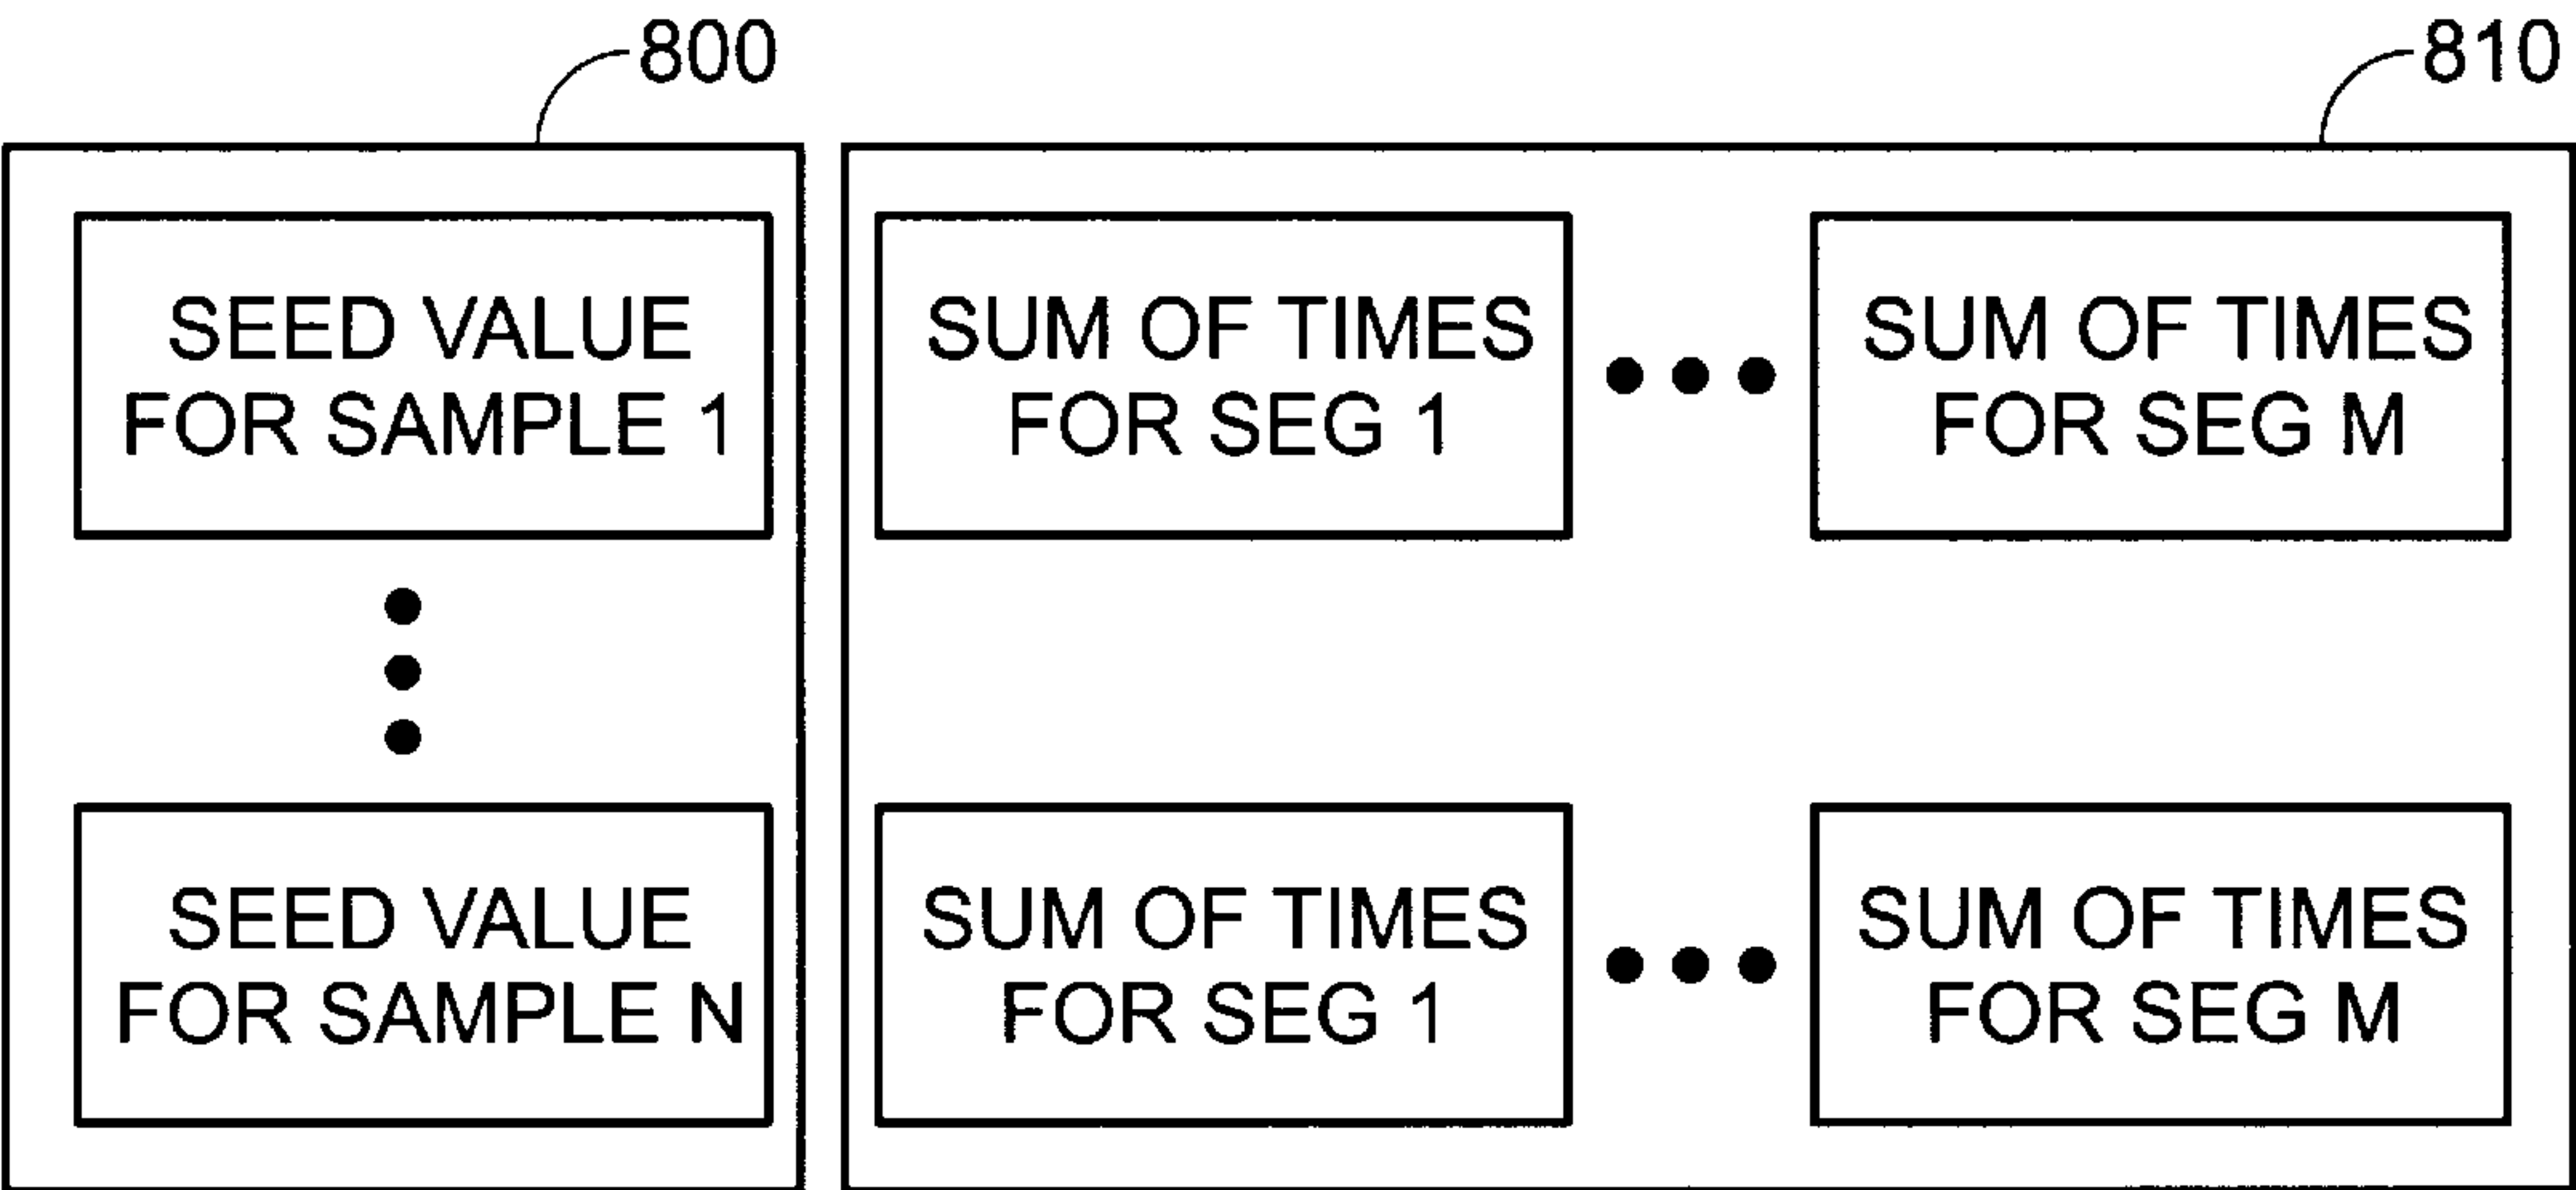 800
810
SEED VALUE
FOR SAMPLE 1
SUM OF TIMES
FOR SEG 1
SUM OF TIMES
FOR SEG M
SEED VALUE
FOR SAMPLE N
SUM OF TIMES
FOR SEG 1
SUM OF TIMES
FOR SEG M